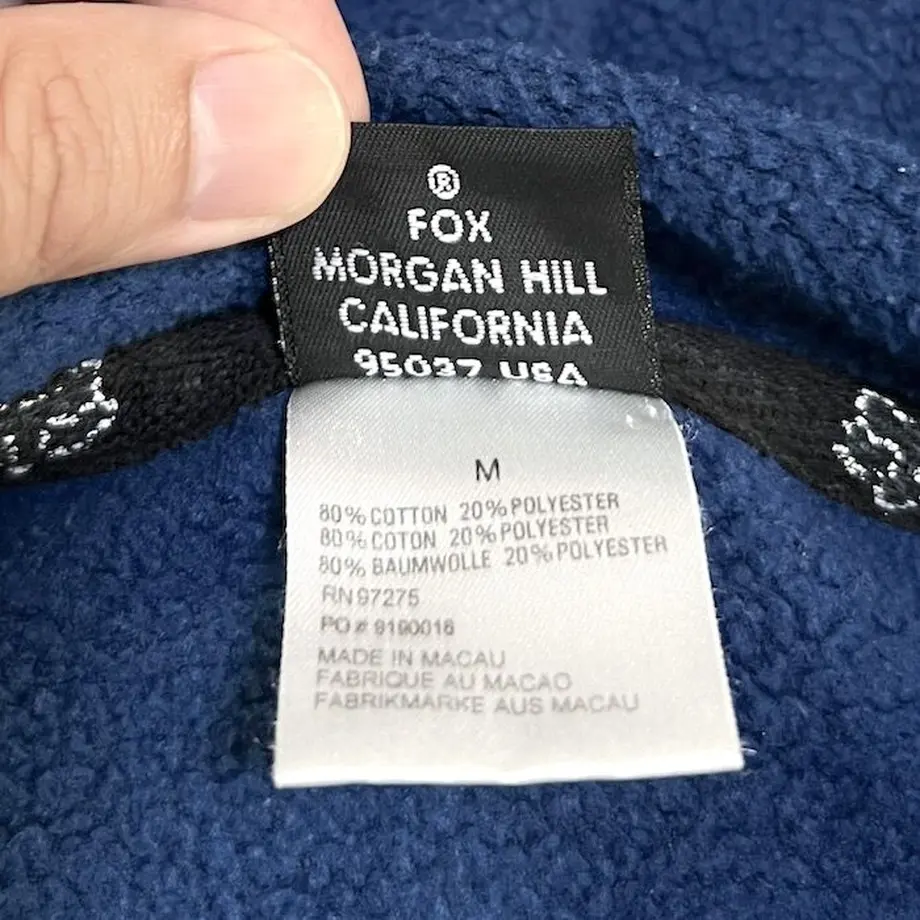 ®
FOX
MORGAN HILL
CALIFORNIA
95037 USA
M
80% COTTON 20% POLYESTER
80% COTON 20% POLYESTER
80% BAUMWOLLE 20% POLYESTER
RN 97275
PO# 9190016
MADE IN MACAU
FABRIQUE AU MACAO
FABRIKMARKE AUS MACAU